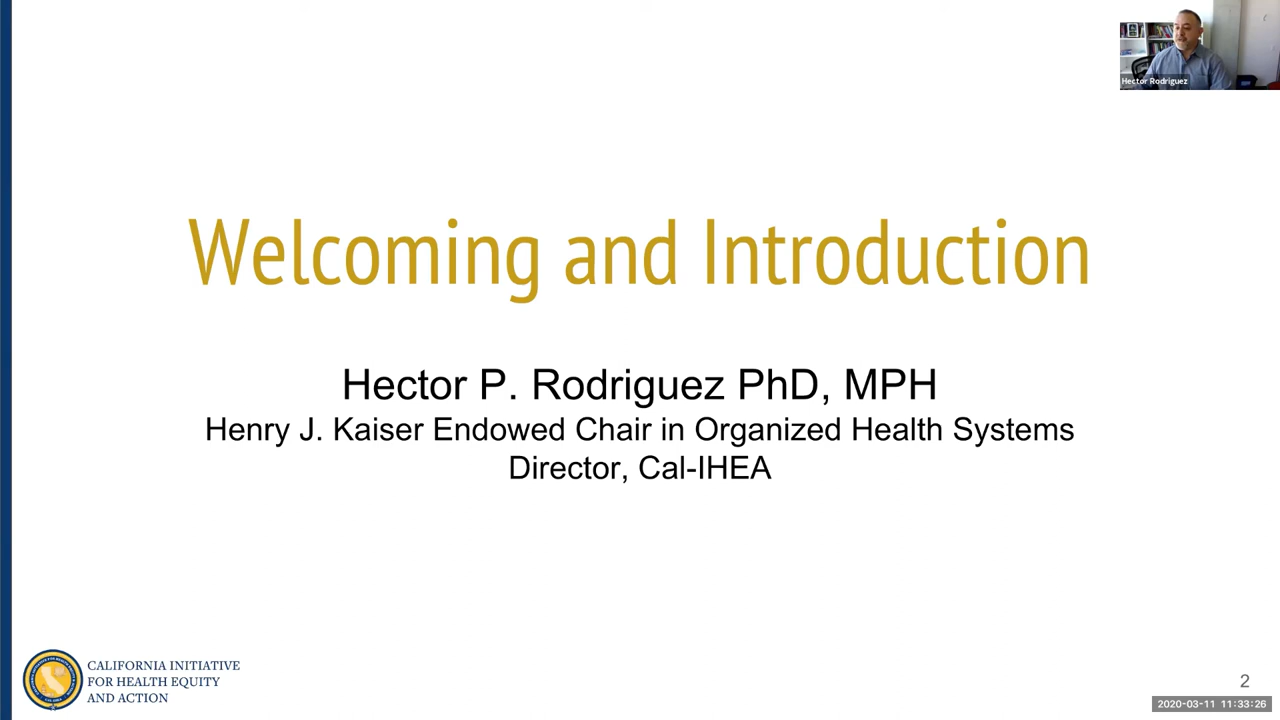 Hector Rodriguez
Welcoming and Introduction
Hector P. Rodriguez PhD, MPH
Henry J. Kaiser Endowed Chair in Organized Health Systems
Director, Cal-IHEA
CALIFORNIA INITIATIVE
FOR HEALTH EQUITY
AND ACTION
2
2020-03-11 11:33:26